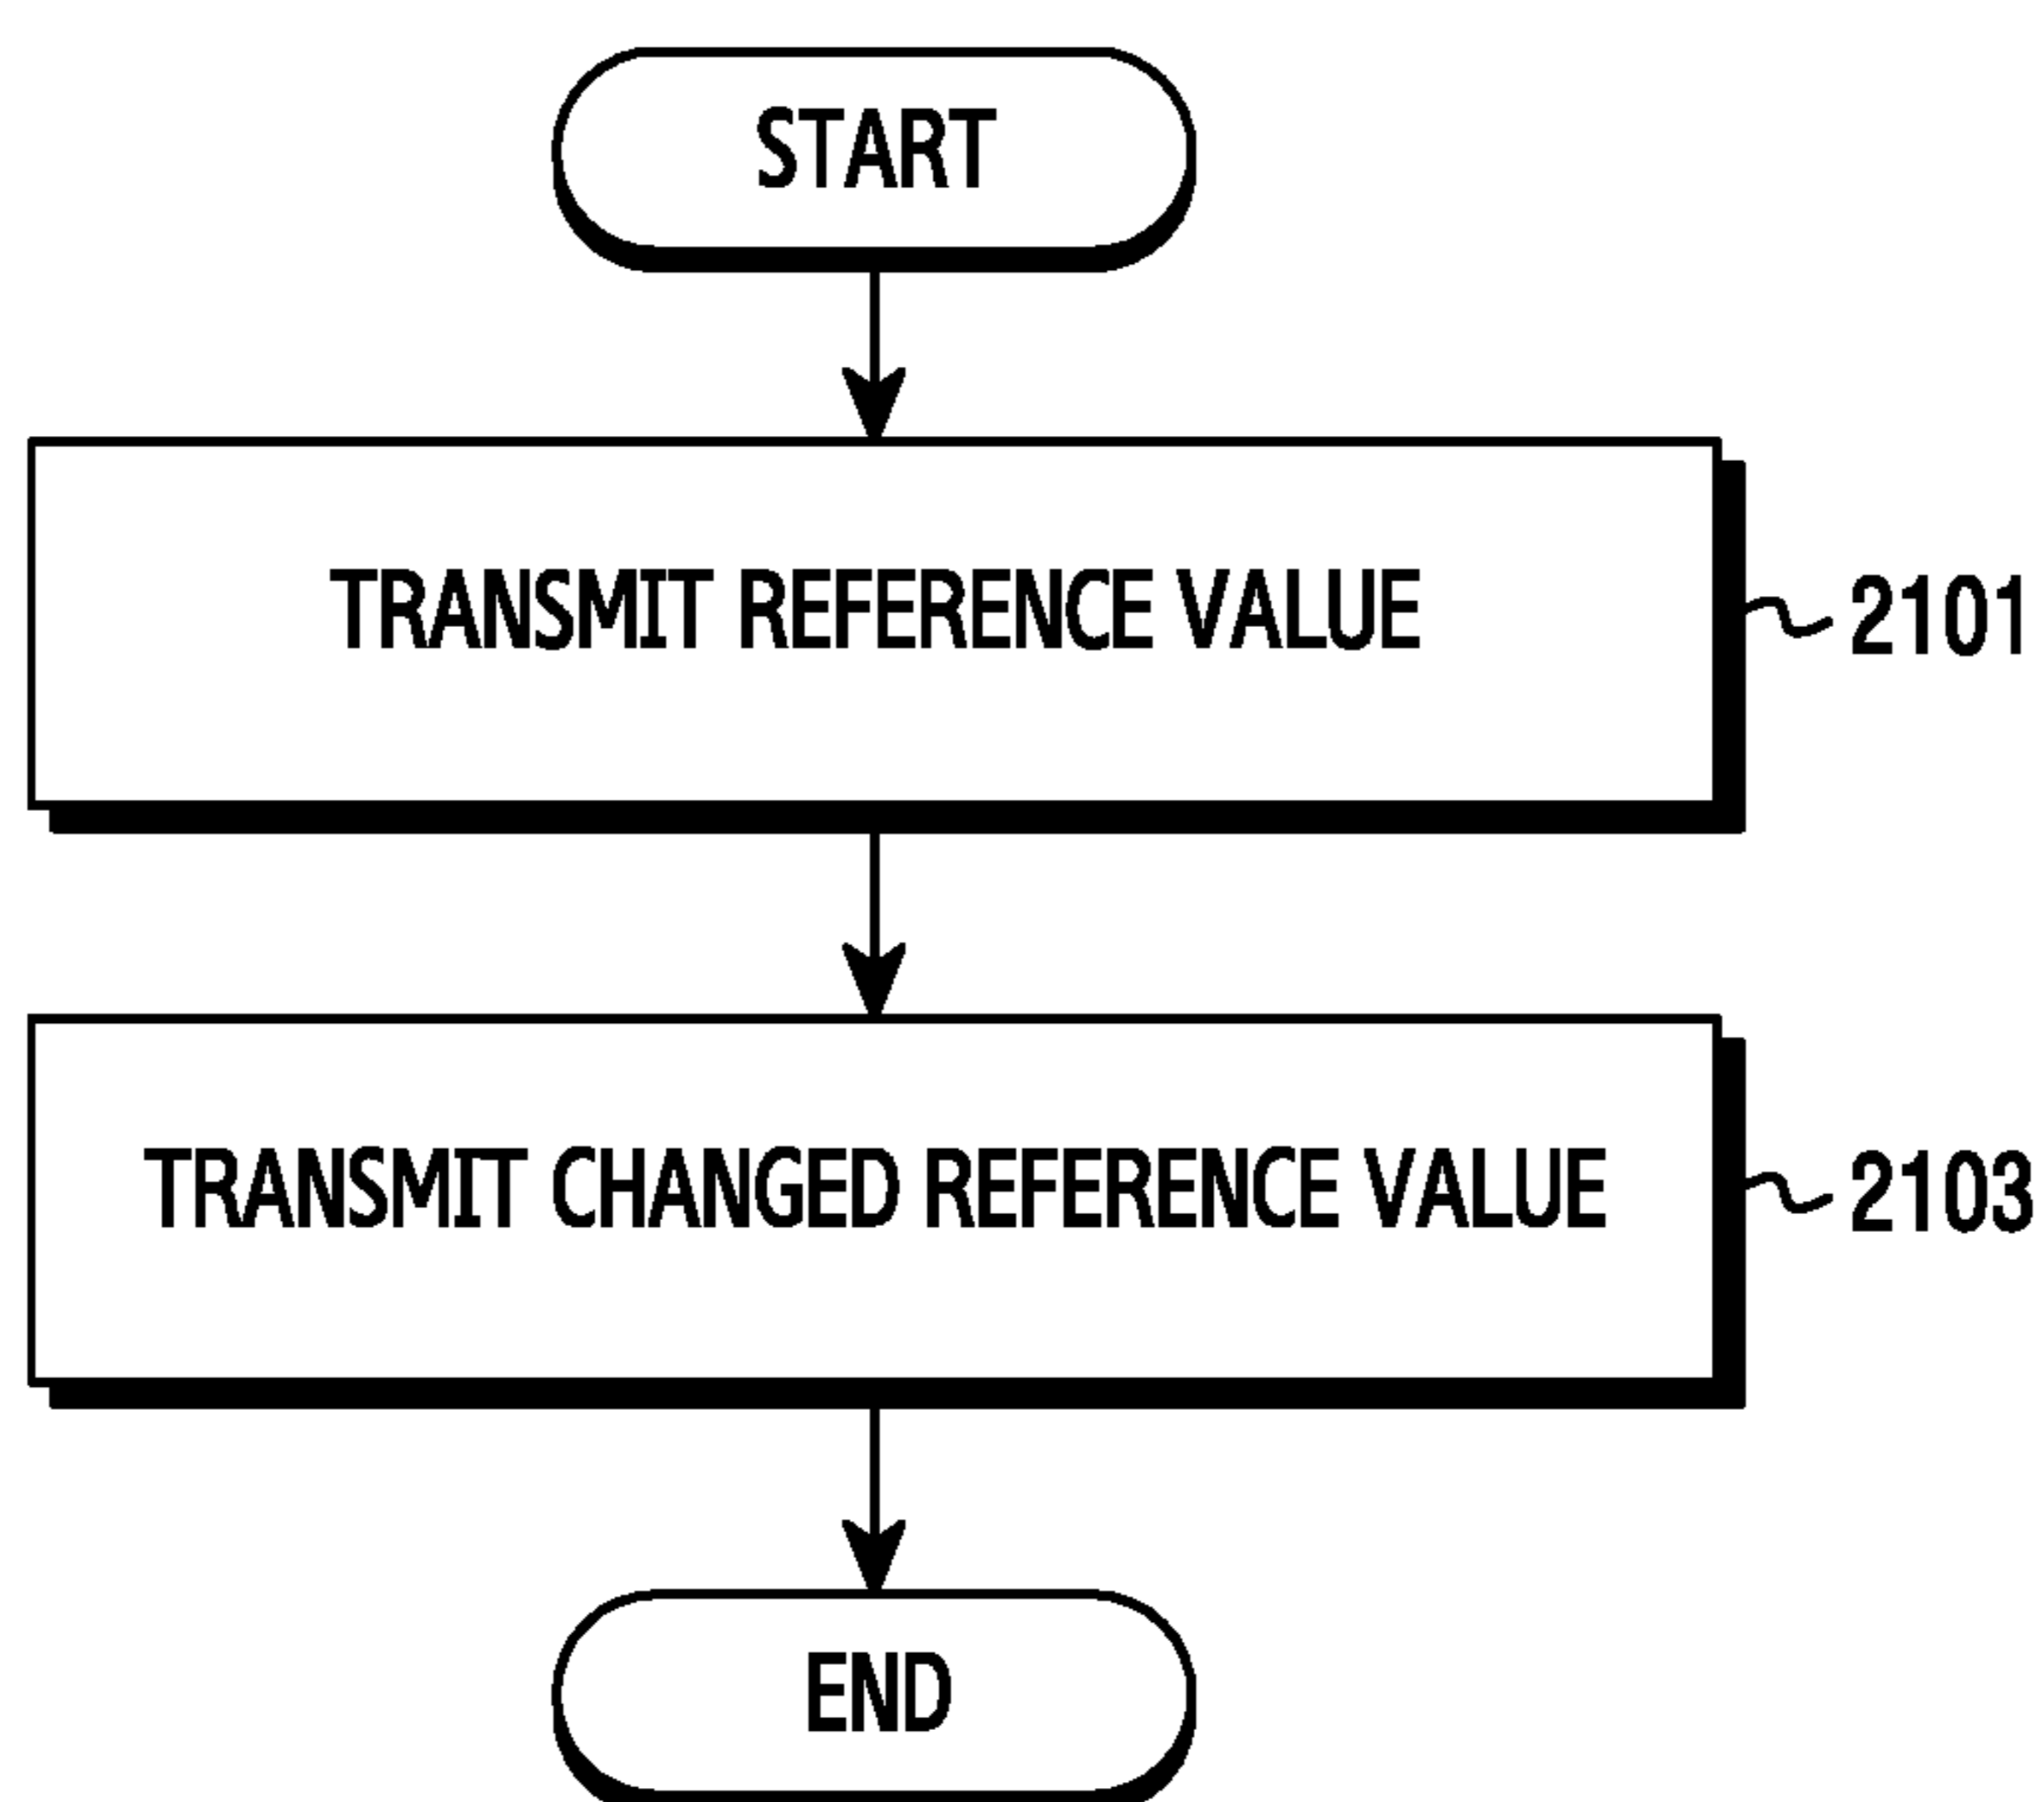 START
TRANSMIT REFERENCE VALUE
2101
TRANSMIT CHANGED REFERENCE VALUE
2103
END